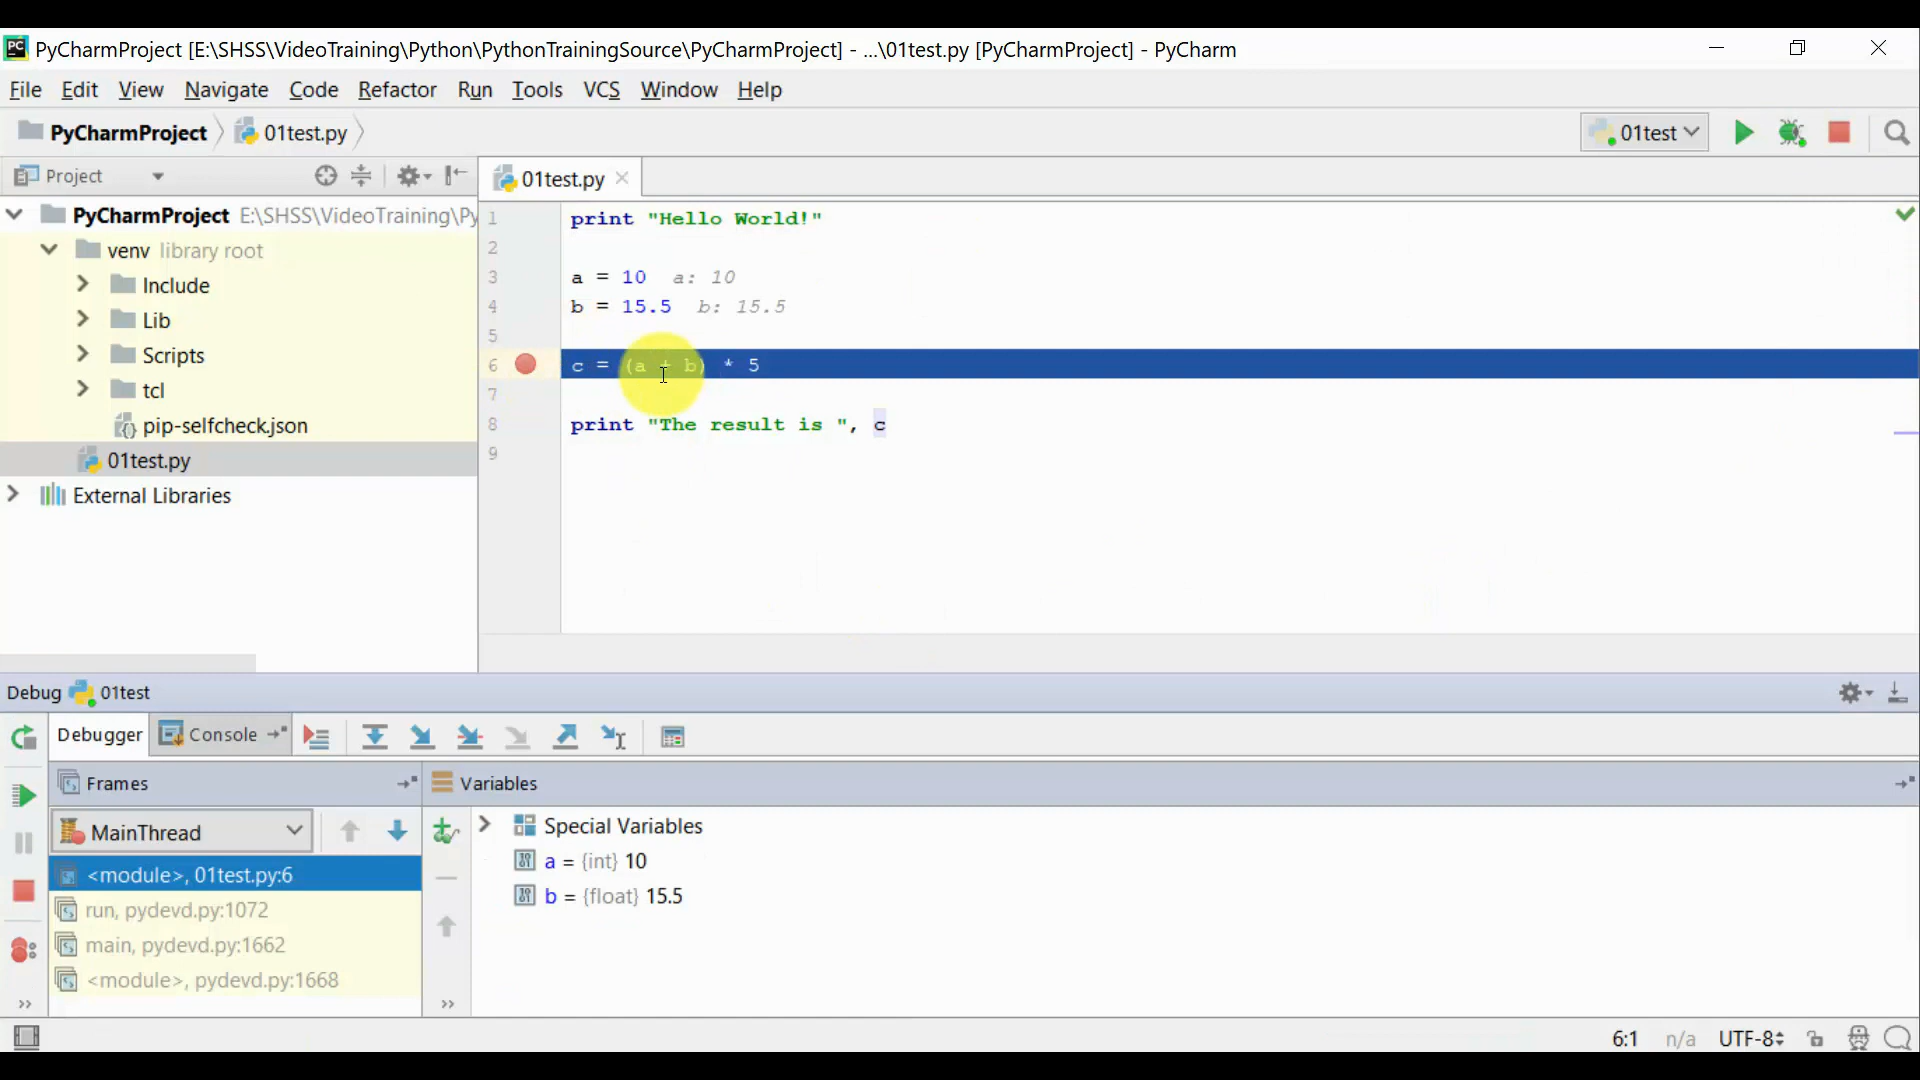 PyCharmProject [E:\SHSS\VideoTraining\Python\PythonTrainingSource\PyCharmProject] - ...\01test.py [PyCharmProject] - PyCharm
File Edit View Navigate Code Refactor Run Tools VCS Window Help
PyCharmProject 01test.py 01test
Project 01test.py
PyCharmProject E:\SHSS\VideoTraining\Py
venv library root
Include
Lib
Scripts
tcl
pip-selfcheck.json
01test.py
External Libraries
1 print "Hello World!"
2
3 a = 10 a: 10
4 b = 15.5 b: 15.5
5
6 c = (a + b) * 5
7
8 print "The result is ", c
9
Debug 01test
Debugger Console
Frames Variables
MainThread
<module>, 01test.py:6
run, pydevd.py:1072
main, pydevd.py:1662
<module>, pydevd.py:1668
Special Variables
a = {int} 10
b = {float} 15.5
6:1 n/a UTF-8